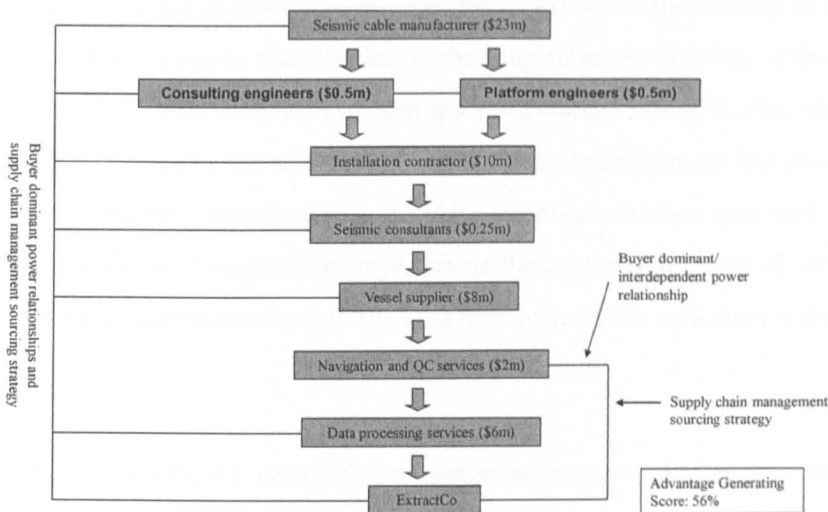 Seismic cable manufacturer ($23m)
Consulting engineers ($0.5m)
Platform engineers ($0.5m)
Installation contractor ($10m)
Seismic consultants ($0.25m)
Vessel supplier ($8m)
Navigation and QC services ($2m)
Data processing services ($6m)
ExtractCo
Buyer dominant power relationships and
supply chain management sourcing strategy
Buyer dominant/
interdependent power
relationship
Supply chain management
sourcing strategy
Advantage Generating
Score: 56%